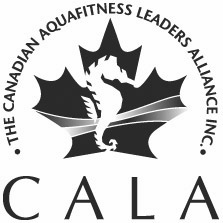 • THE CANADIAN AQUAFITNESS LEADERS ALLIANCE INC. •
CALA